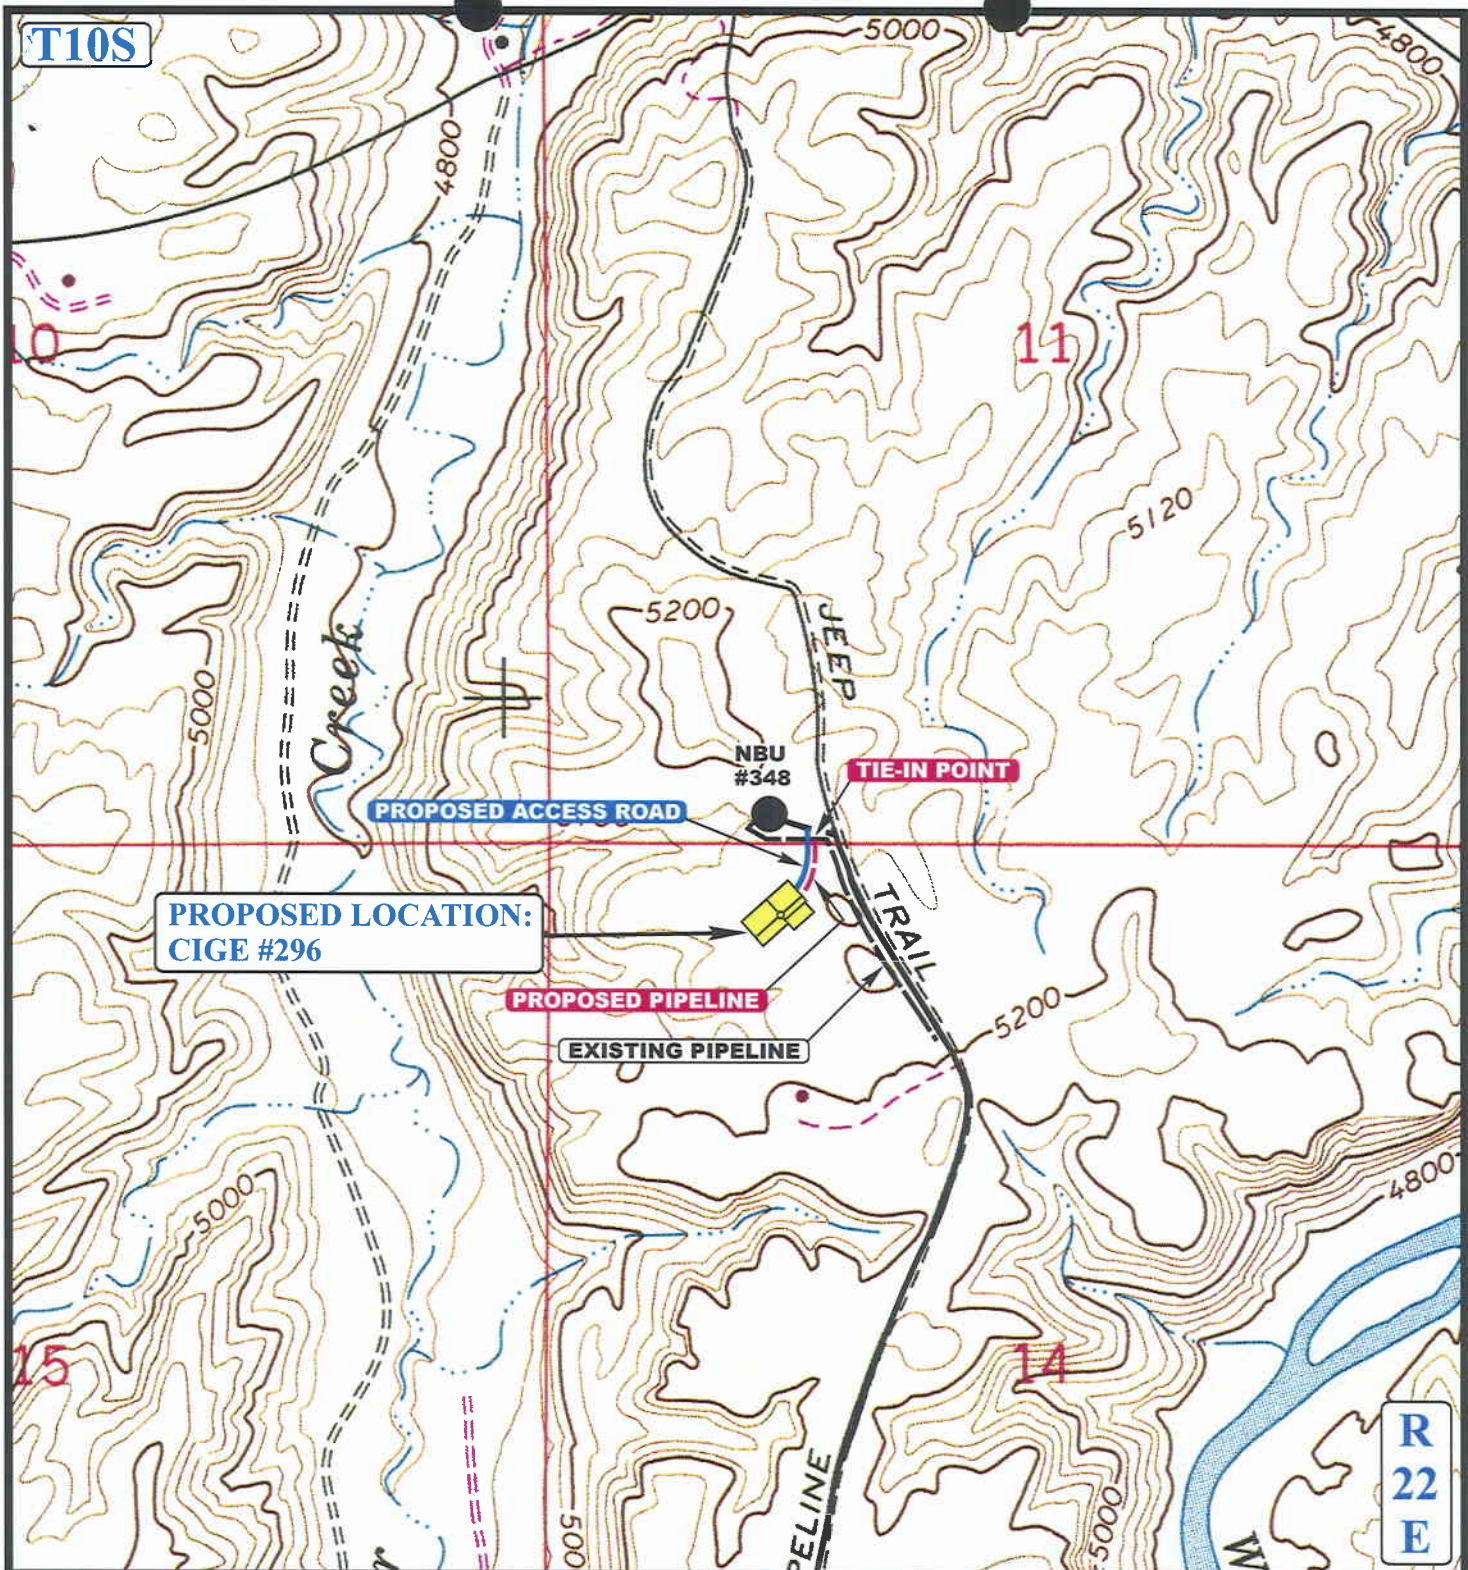 T10S
5000
4800
4800
10
11
5120
5200
JEEP
5000
Creek
NBU
#348
TIE-IN POINT
PROPOSED ACCESS ROAD
TRAIL
PROPOSED LOCATION:
CIGE #296
PROPOSED PIPELINE
5200
EXISTING PIPELINE
5000
4800
15
14
R
22
E
PELINE
5000
500
W